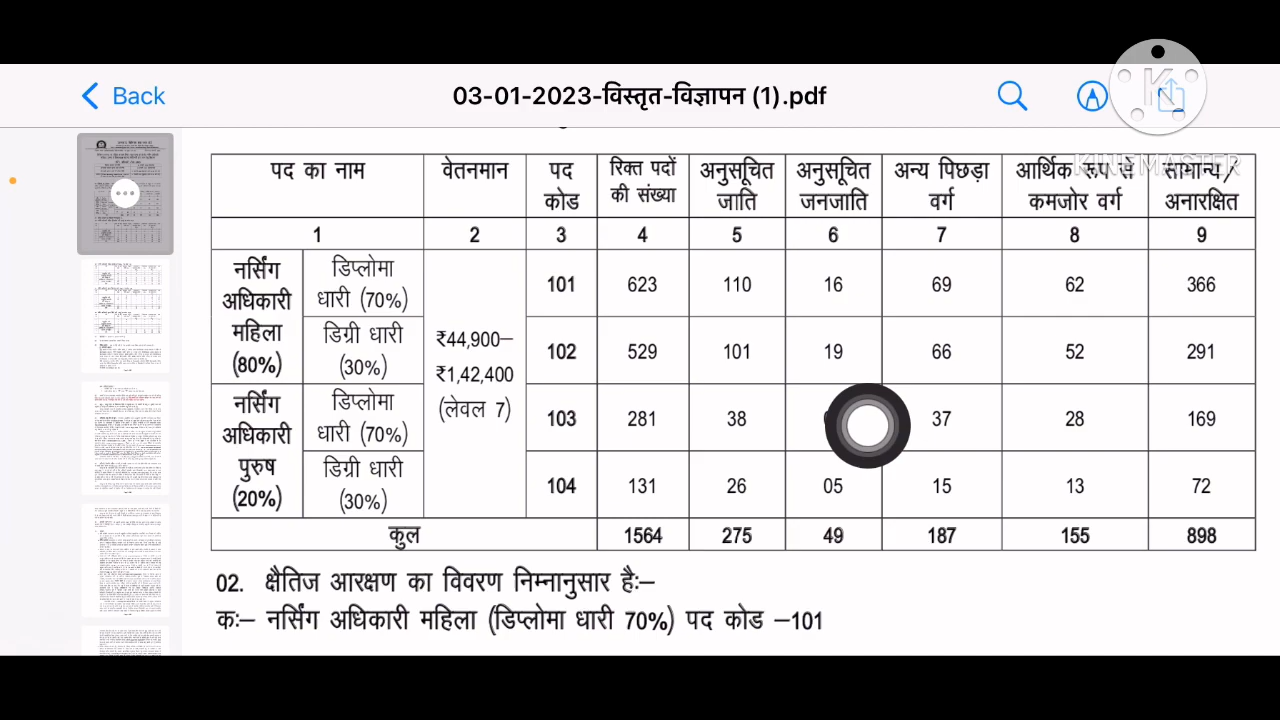 Back
03-01-2023-विस्तृत-विज्ञापन (1).pdf
K
KINEMASTER
पद का नाम वेतनमान पद कोड रिक्त पदों की संख्या अनुसूचित जाति अनुसूचित जनजाति अन्य पिछड़ा वर्ग आर्थिक रूप से कमजोर वर्ग सामान्य/ अनारक्षित
1 2 3 4 5 6 7 8 9
नर्सिंग अधिकारी महिला (80%) डिप्लोमा धारी (70%) ₹44,900– ₹1,42,400 (लेवल 7) 101 623 110 16 69 62 366
डिग्री धारी (30%) 102 529 101 19 66 52 291
नर्सिंग अधिकारी पुरुष (20%) डिप्लोमा धारी (70%) 103 281 38 37 28 169
डिग्री धारी (30%) 104 131 26 05 15 13 72
कुल 1564 275 49 187 155 898
02. क्षेतिज आरक्षण का विवरण निम्नानुसार है:–
क:– नर्सिंग अधिकारी महिला (डिप्लोमा धारी 70%) पद कोड –101